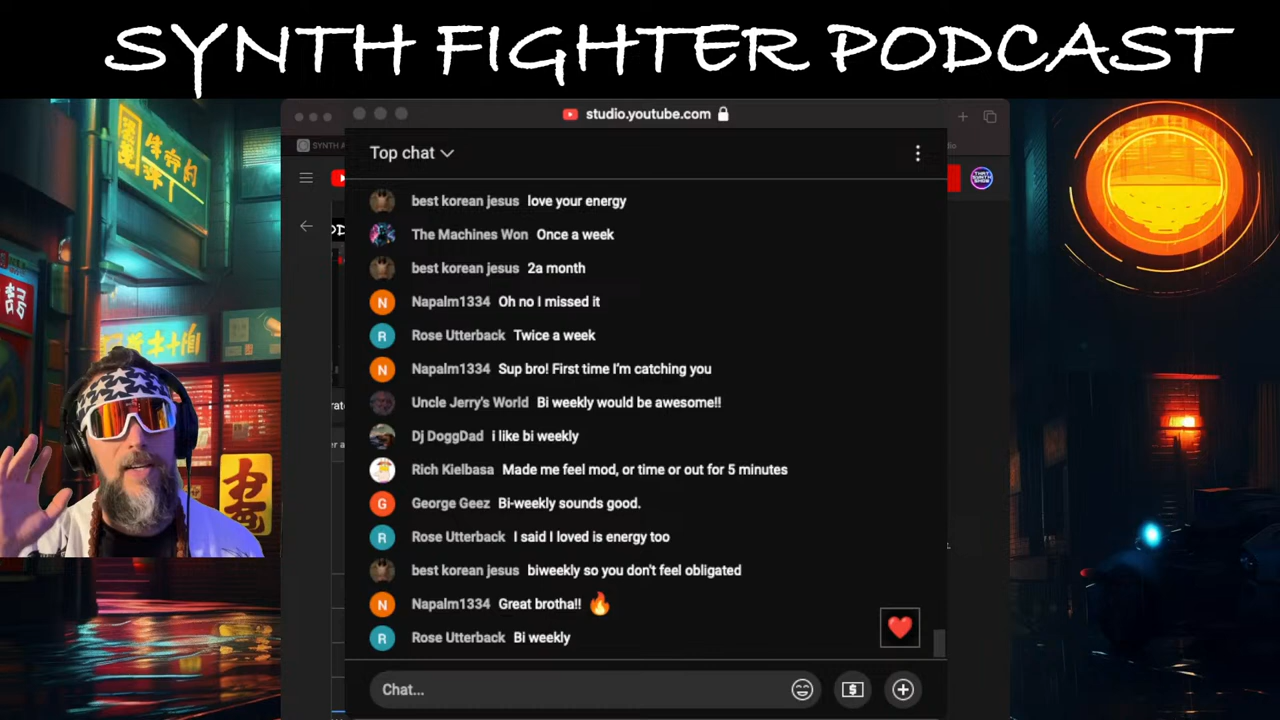 SYNTH FIGHTER PODCAST
studio.youtube.com
SYNTH
Top chat
THAT SYNTH SHOW
best korean jesus love your energy
The Machines Won Once a week
best korean jesus 2a month
N Napalm1334 Oh no I missed it
R Rose Utterback Twice a week
N Napalm1334 Sup bro! First time I'm catching you
Uncle Jerry's World Bi weekly would be awesome!!
Dj DoggDad i like bi weekly
Rich Kielbasa Made me feel mod, or time or out for 5 minutes
G George Geez Bi-weekly sounds good.
R Rose Utterback I said I loved is energy too
best korean jesus biweekly so you don't feel obligated
N Napalm1334 Great brotha!! 🔥
R Rose Utterback Bi weekly
Chat...
$